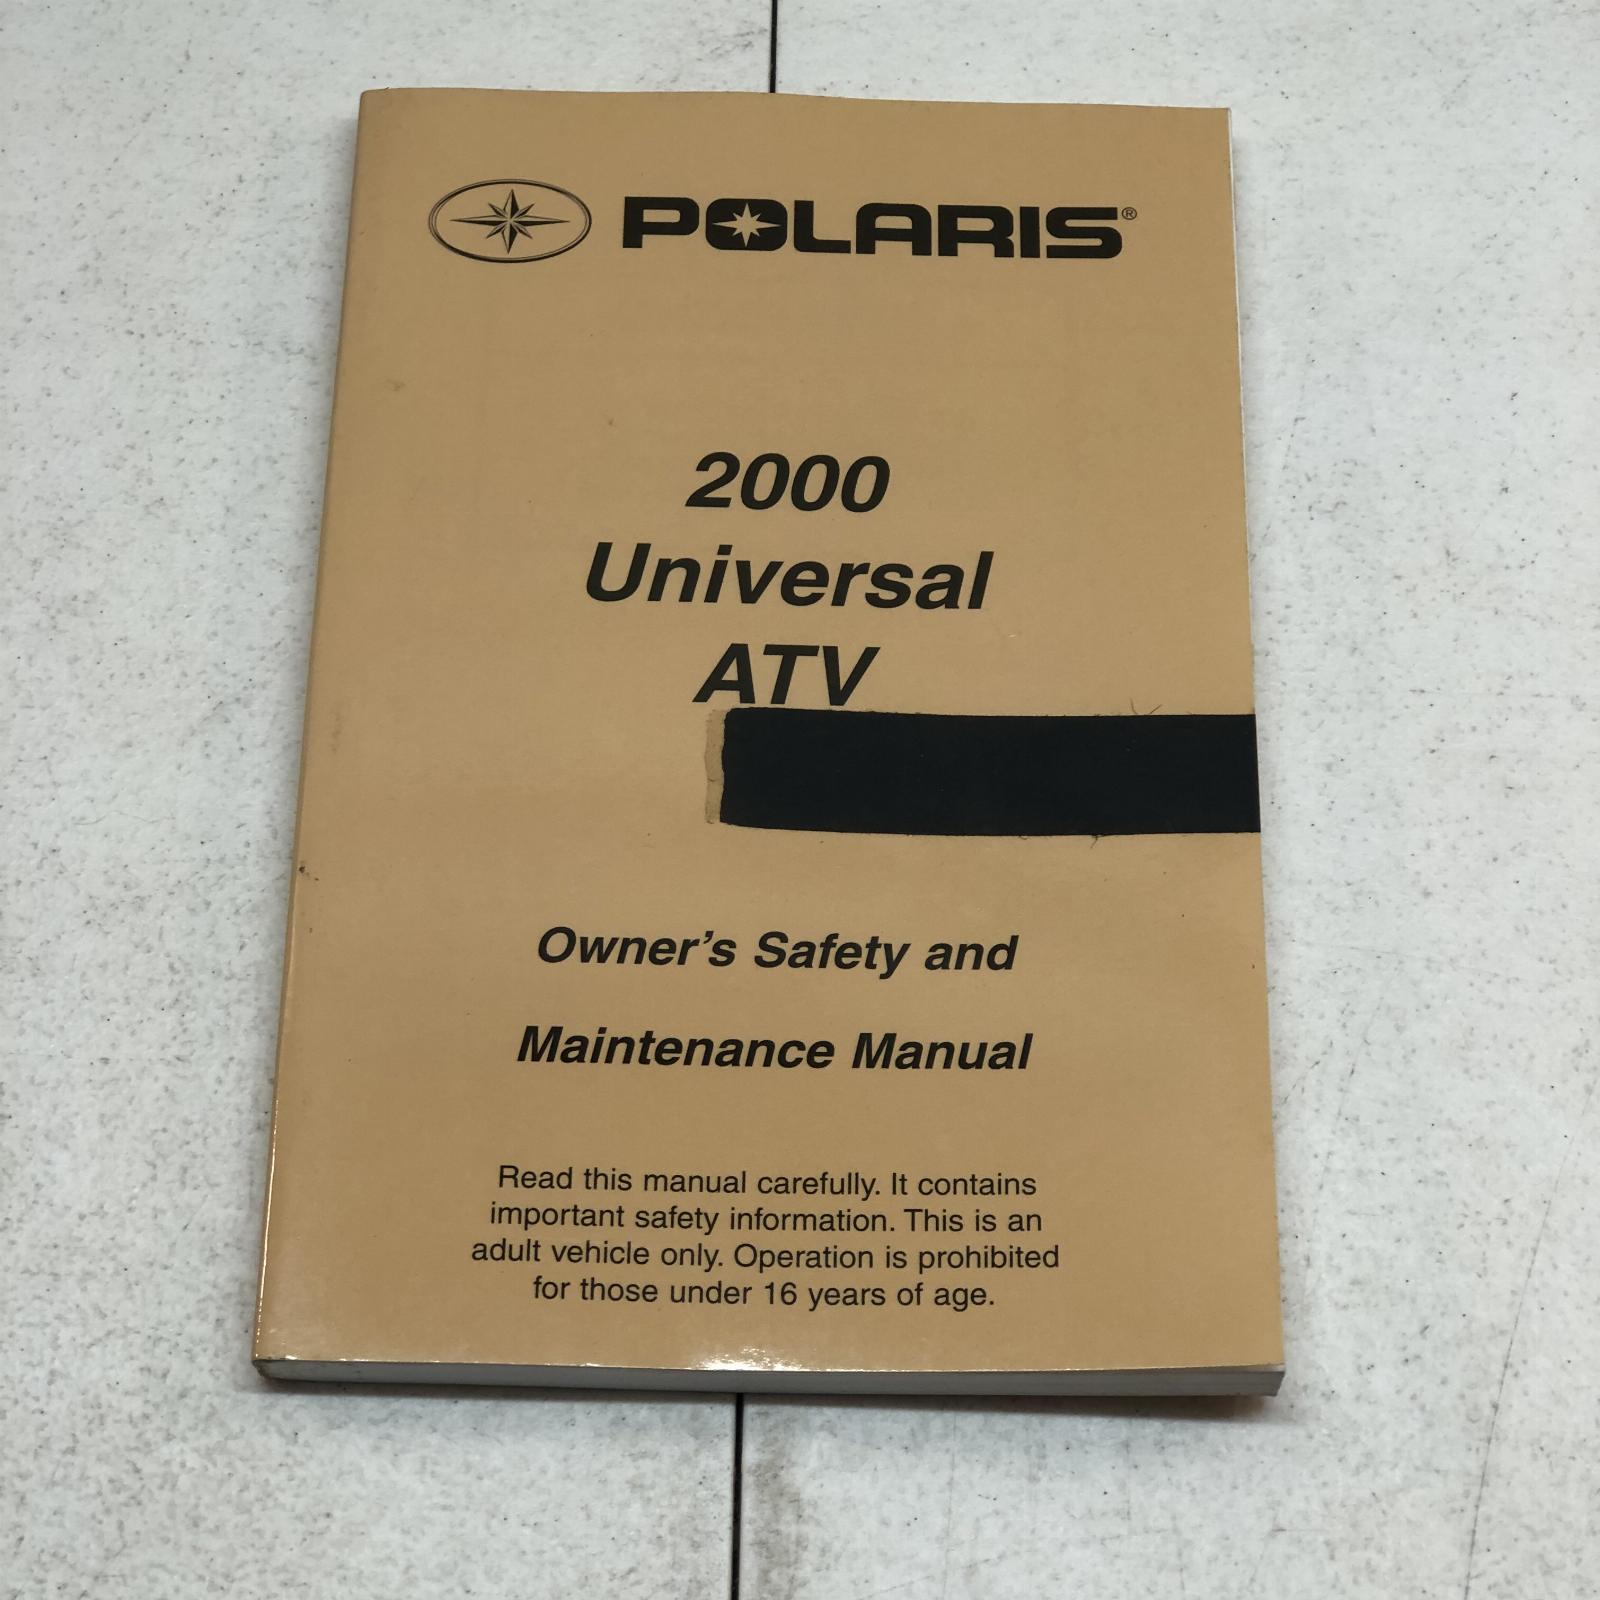 POLARIS®
2000
Universal
ATV
Owner's Safety and
Maintenance Manual
Read this manual carefully. It contains
important safety information. This is an
adult vehicle only. Operation is prohibited
for those under 16 years of age.